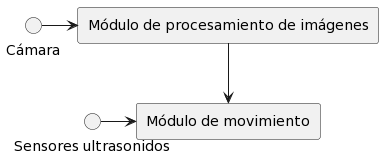 Módulo de procesamiento de imágenes
Cámara
Módulo de movimiento
Sensores ultrasonidos